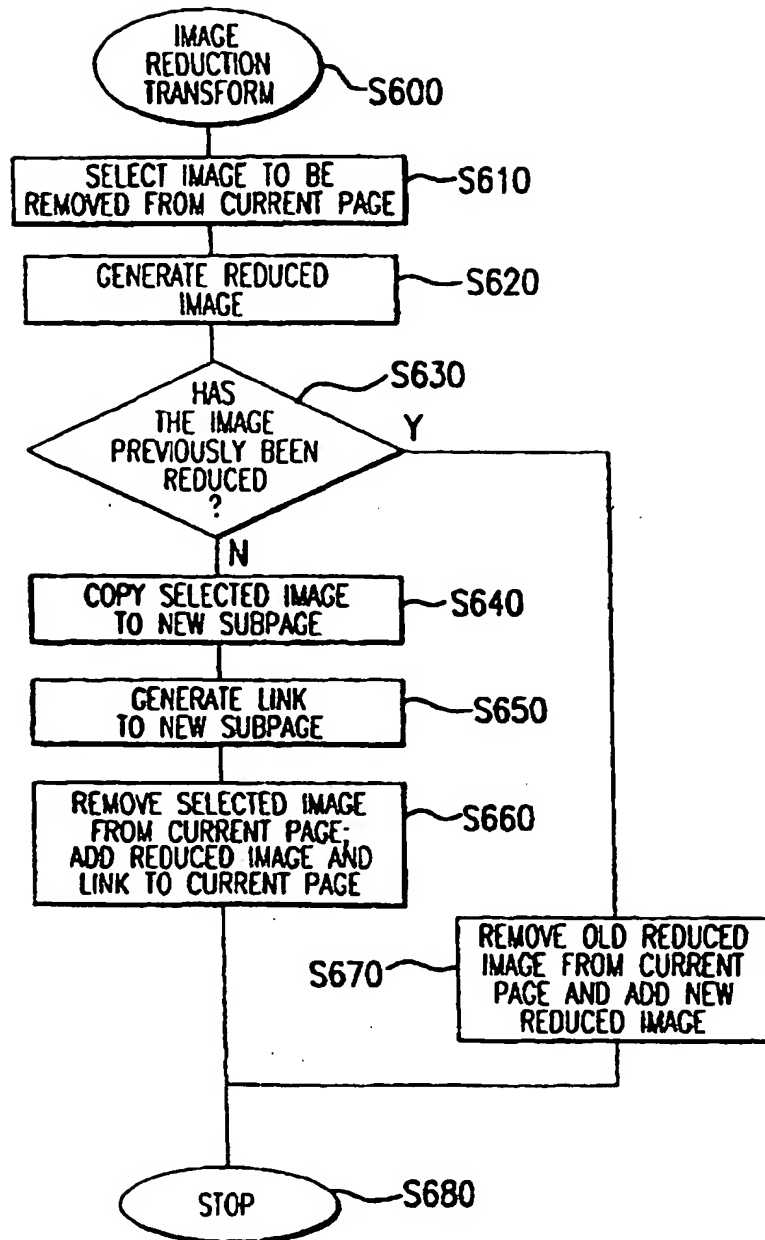 IMAGE
REDUCTION
TRANSFORM
S600
SELECT IMAGE TO BE
REMOVED FROM CURRENT PAGE
S610
GENERATE REDUCED
IMAGE
S620
HAS
THE IMAGE
PREVIOUSLY BEEN
REDUCED
?
S630
Y
N
COPY SELECTED IMAGE
TO NEW SUBPAGE
S640
GENERATE LINK
TO NEW SUBPAGE
S650
REMOVE SELECTED IMAGE
FROM CURRENT PAGE;
ADD REDUCED IMAGE AND
LINK TO CURRENT PAGE
S660
REMOVE OLD REDUCED
IMAGE FROM CURRENT
PAGE AND ADD NEW
REDUCED IMAGE
S670
STOP
S680